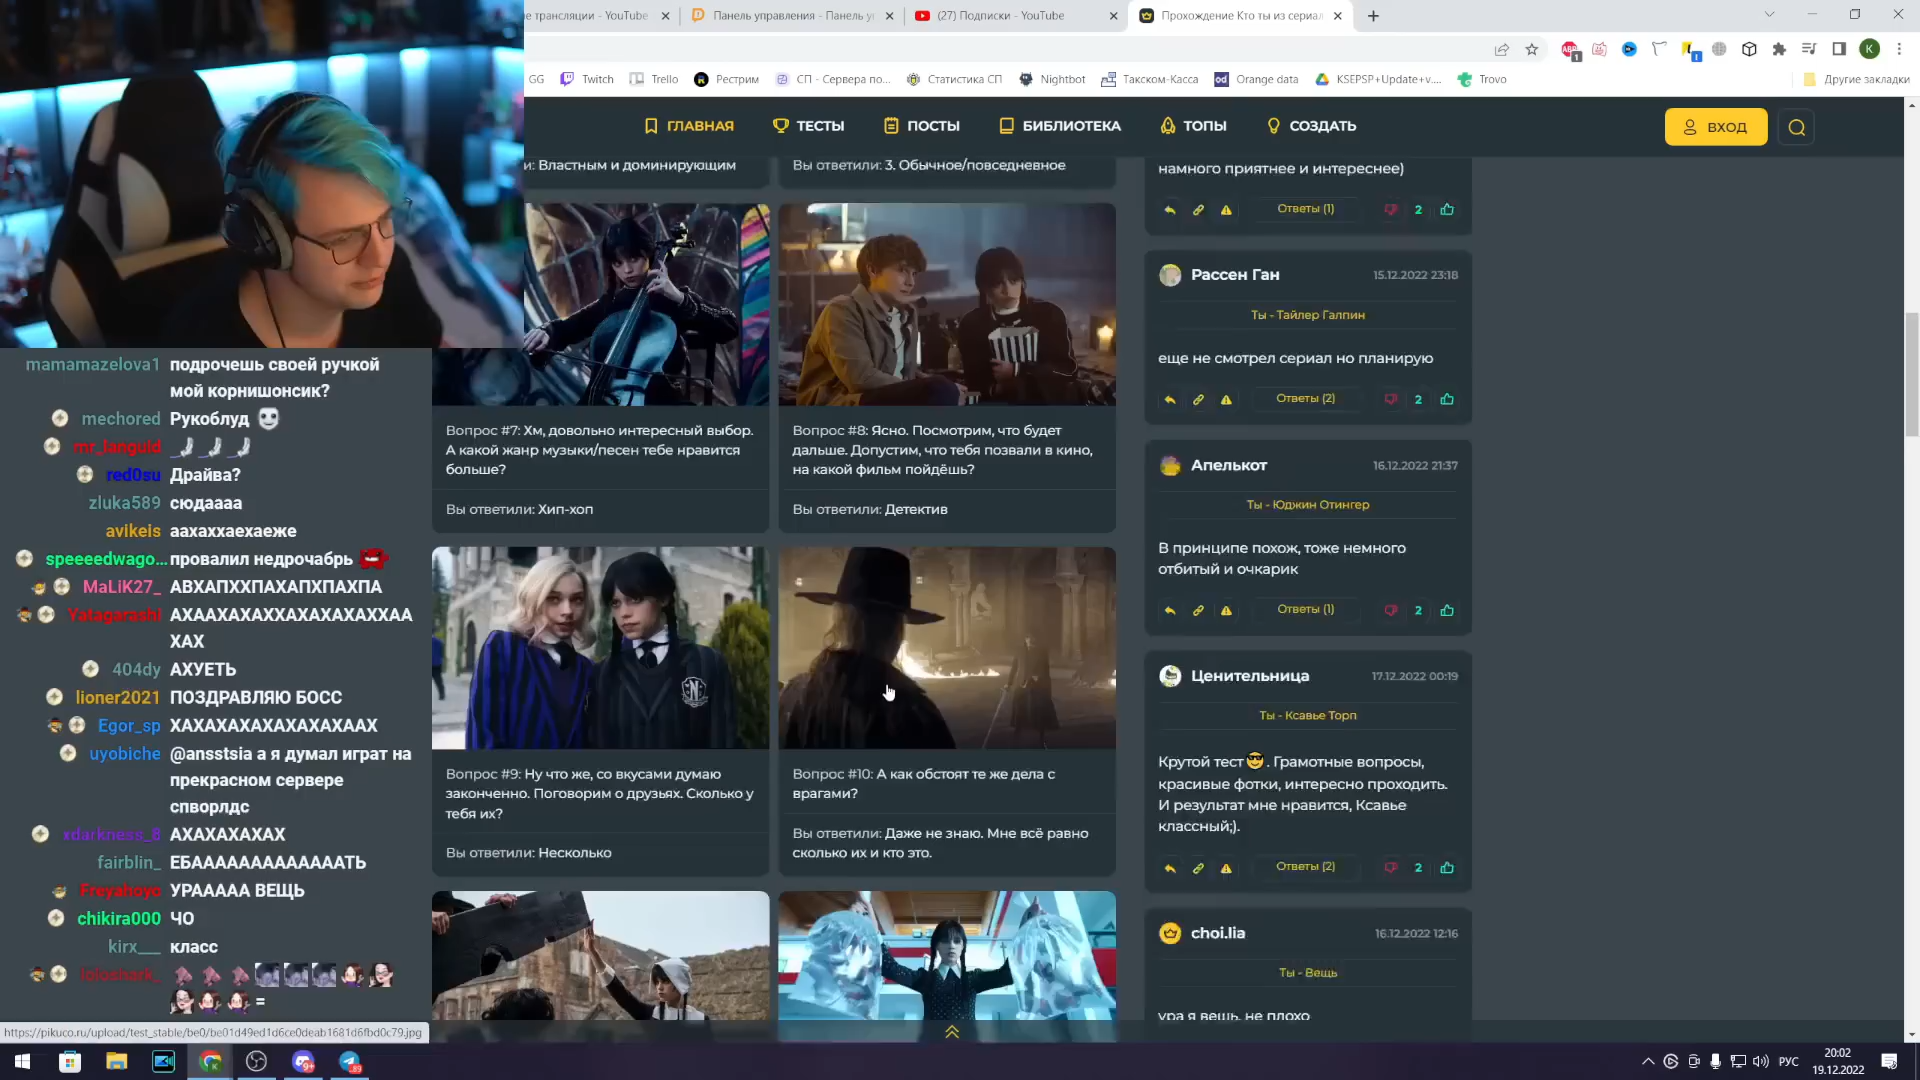 е трансляции - YouTube
Панель управления - Панель у
(27) Подписки - YouTube
Прохождение Кто ты из сериал
GG
Twitch
Trello
Рестрим
СП - Сервера по...
Статистика СП
Nightbot
Такском-Касса
Orange data
KSEPSP+Update+v....
Trovo
Другие закладки
ГЛАВНАЯ
ТЕСТЫ
ПОСТЫ
БИБЛИОТЕКА
ТОПЫ
СОЗДАТЬ
ВХОД
и: Властным и доминирующим
Вы ответили: 3. Обычное/повседневное
Вопрос #7: Хм, довольно интересный выбор.
А какой жанр музыки/песен тебе нравится
больше?
Вы ответили: Хип-хоп
Вопрос #8: Ясно. Посмотрим, что будет
дальше. Допустим, что тебя позвали в кино,
на какой фильм пойдёшь?
Вы ответили: Детектив
Вопрос #9: Ну что же, со вкусами думаю
законченно. Поговорим о друзьях. Сколько у
тебя их?
Вы ответили: Несколько
Вопрос #10: А как обстоят те же дела с
врагами?
Вы ответили: Даже не знаю. Мне всё равно
сколько их и кто это.
намного приятнее и интереснее)
Ответы (1)
2
Рассен Ган
15.12.2022 23:18
Ты - Тайлер Галпин
еще не смотрел сериал но планирую
Ответы (2)
2
Апелькот
16.12.2022 21:37
Ты - Юджин Отингер
В принципе похож, тоже немного
отбитый и очкарик
Ответы (1)
2
Ценительница
17.12.2022 00:19
Ты - Ксавье Торп
Крутой тест😎. Грамотные вопросы,
красивые фотки, интересно проходить.
И результат мне нравится, Ксавье
классный;).
Ответы (2)
2
choi.lia
16.12.2022 12:16
Ты - Вещь
ура я вещь, не плохо
mamamazelova1 подрочешь своей ручкой
мой корнишонсик?
mechored Рукоблуд
mr_languld
red0su Драйва?
zluka589 сюдаааа
avikeis аахаххаехаеже
speeeedwago... провалил недрочабрь
MaLiK27_ АВХАПХХПАХАПХПАХПА
Yatagarashi АХААХАХАХХАХАХАХАХХАА
ХАХ
404dy АХУЕТЬ
lioner2021 ПОЗДРАВЛЯЮ БОСС
Egor_sp ХАХАХАХАХАХАХАХААХ
uyobiche @ansstsia а я думал играт на
прекрасном сервере
спворлдс
xdarkness_8 АХАХАХАХАХ
fairblin_ ЕБАААААААААААААТЬ
Freyahoyo УРААААА ВЕЩЬ
chikira000 ЧО
kirx___ класс
=
https://pikuco.ru/upload/test_stable/be0/be01d49ed1d6ce0deab1681d6fbd0c79.jpg
РУС
20:02
19.12.2022